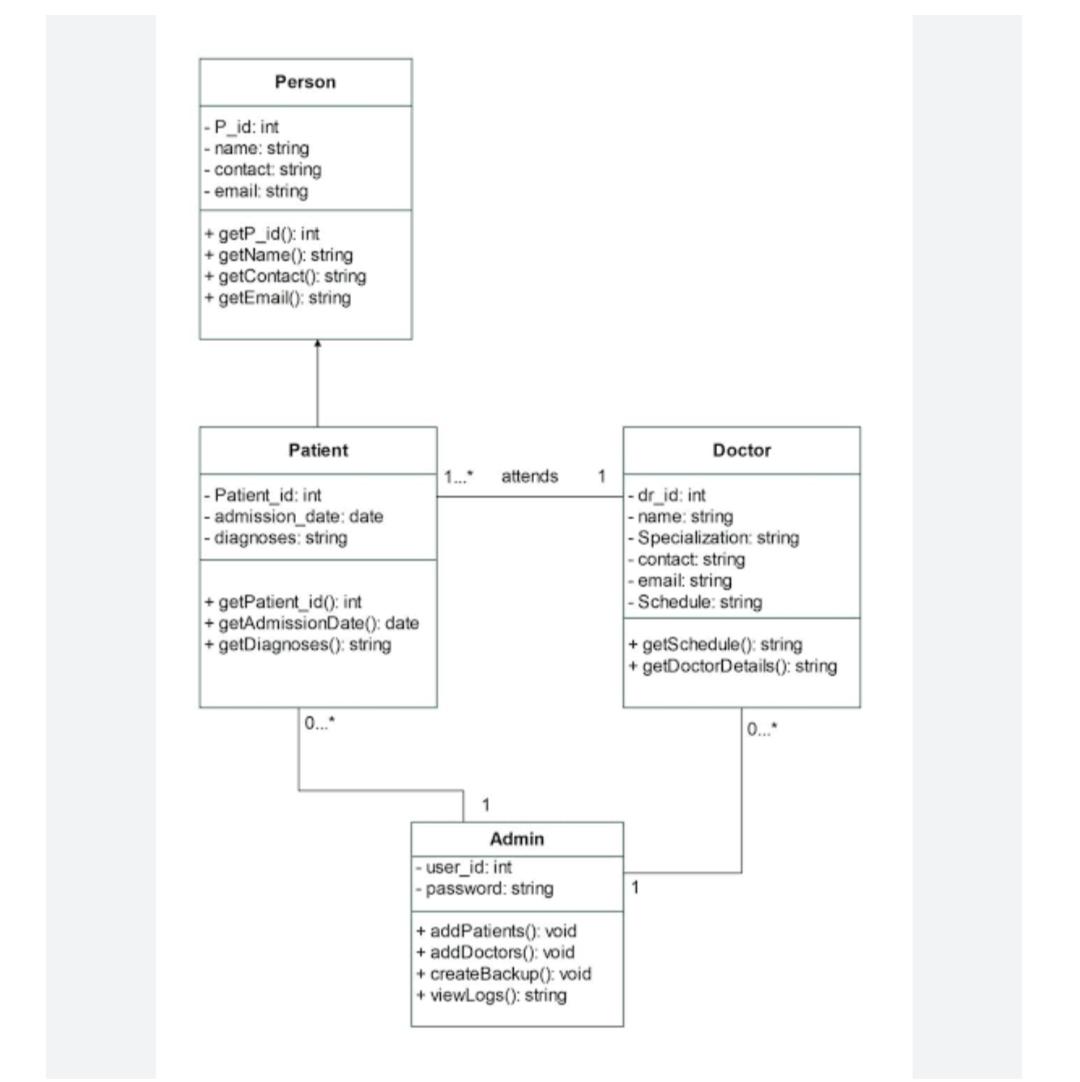 Person
- P_id: int
- name: string
- contact: string
- email: string
+ getP_id(): int
+ getName(): string
+ getContact(): string
+ getEmail(): string
Patient
- Patient_id: int
- admission_date: date
- diagnoses: string
+ getPatient_id(): int
+ getAdmissionDate(): date
+ getDiagnoses(): string
1...* attends 1
Doctor
- dr_id: int
- name: string
- Specialization: string
- contact: string
- email: string
- Schedule: string
+ getSchedule(): string
+ getDoctorDetails(): string
0...*
0...*
1
Admin
- user_id: int
- password: string
1
+ addPatients(): void
+ addDoctors(): void
+ createBackup(): void
+ viewLogs(): string